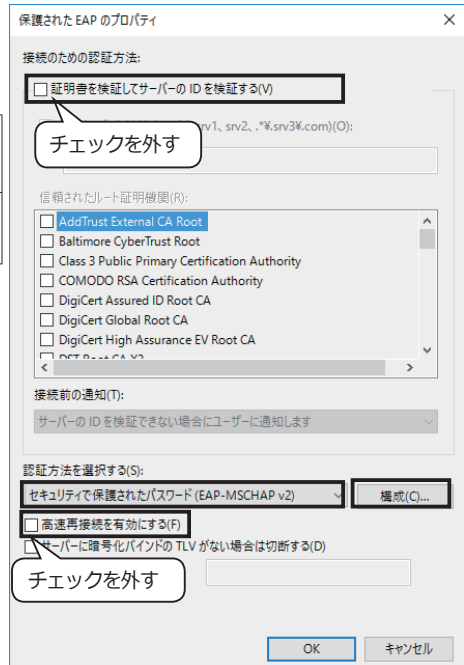 保護された EAP のプロパティ
接続のための認証方法:
証明書を検証してサーバーの ID を検証する(V)
rv1、srv2、.*¥.srv3¥.com)(O):
チェックを外す
信頼されたルート証明機関(R):
AddTrust External CA Root
Baltimore CyberTrust Root
Class 3 Public Primary Certification Authority
COMODO RSA Certification Authority
DigiCert Assured ID Root CA
DigiCert Global Root CA
DigiCert High Assurance EV Root CA
DST Root CA X3
接続前の通知(T):
サーバーの ID を検証できない場合にユーザーに通知します
認証方法を選択する(S):
セキュリティで保護されたパスワード (EAP-MSCHAP v2)
構成(C)...
高速再接続を有効にする(F)
サーバーに暗号化バインドの TLV がない場合は切断する(D)
チェックを外す
OK
キャンセル